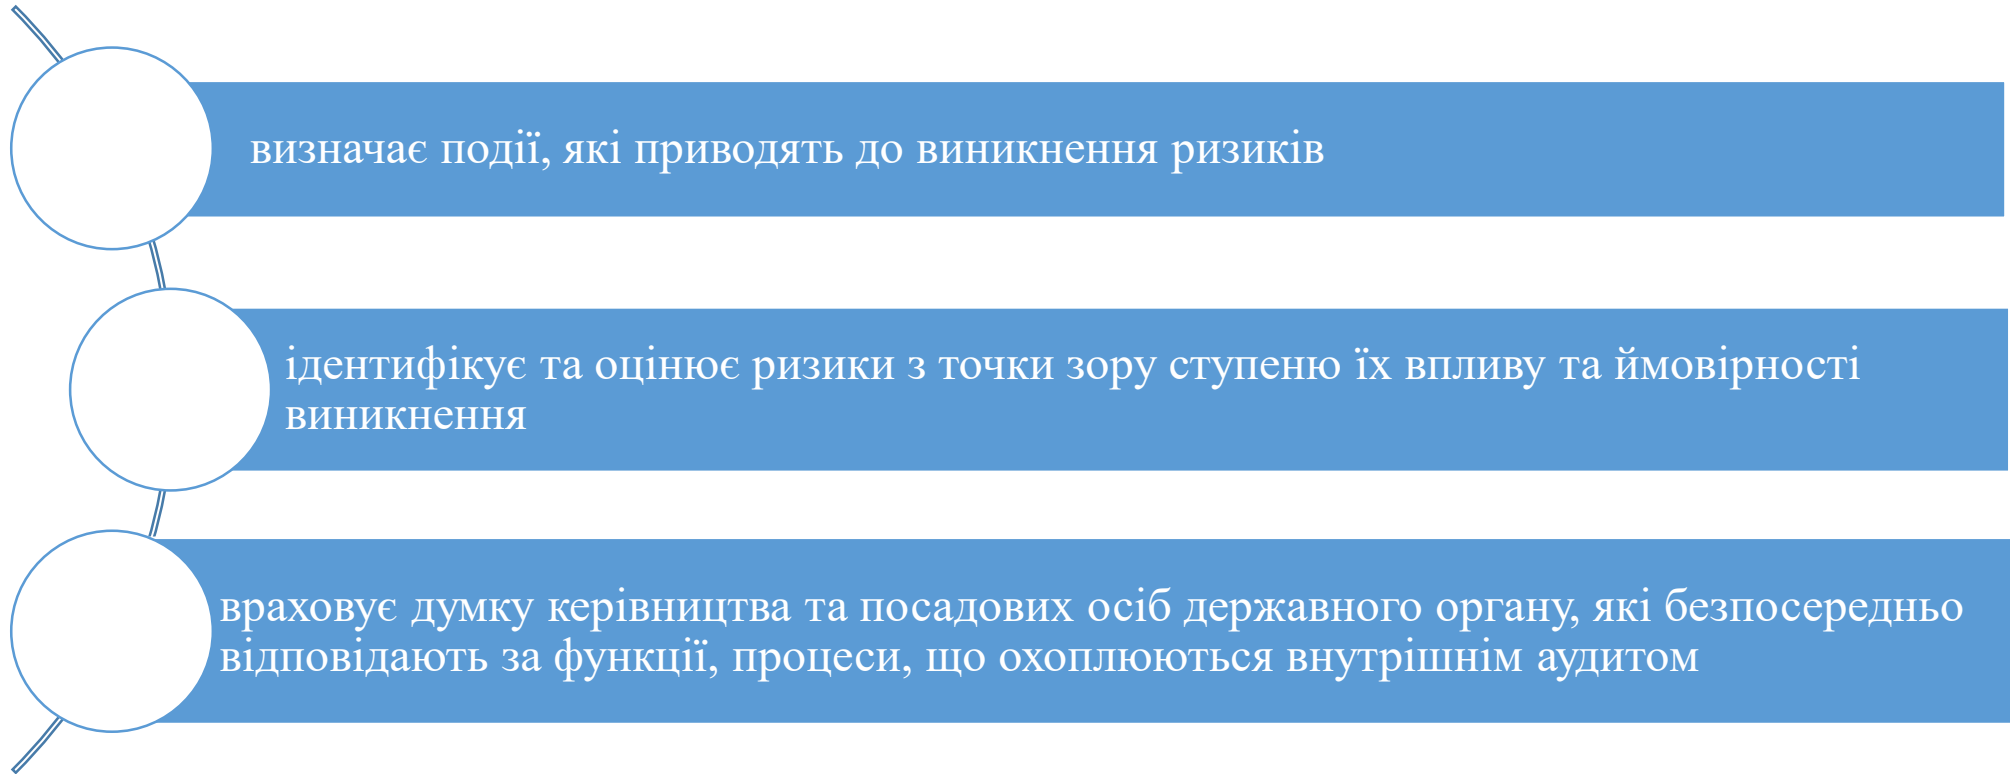 визначає події, які приводять до виникнення ризиків
ідентифікує та оцінює ризики з точки зору ступеню їх впливу та ймовірності
виникнення
враховує думку керівництва та посадових осіб державного органу, які безпосередньо
відповідають за функції, процеси, що охоплюються внутрішнім аудитом